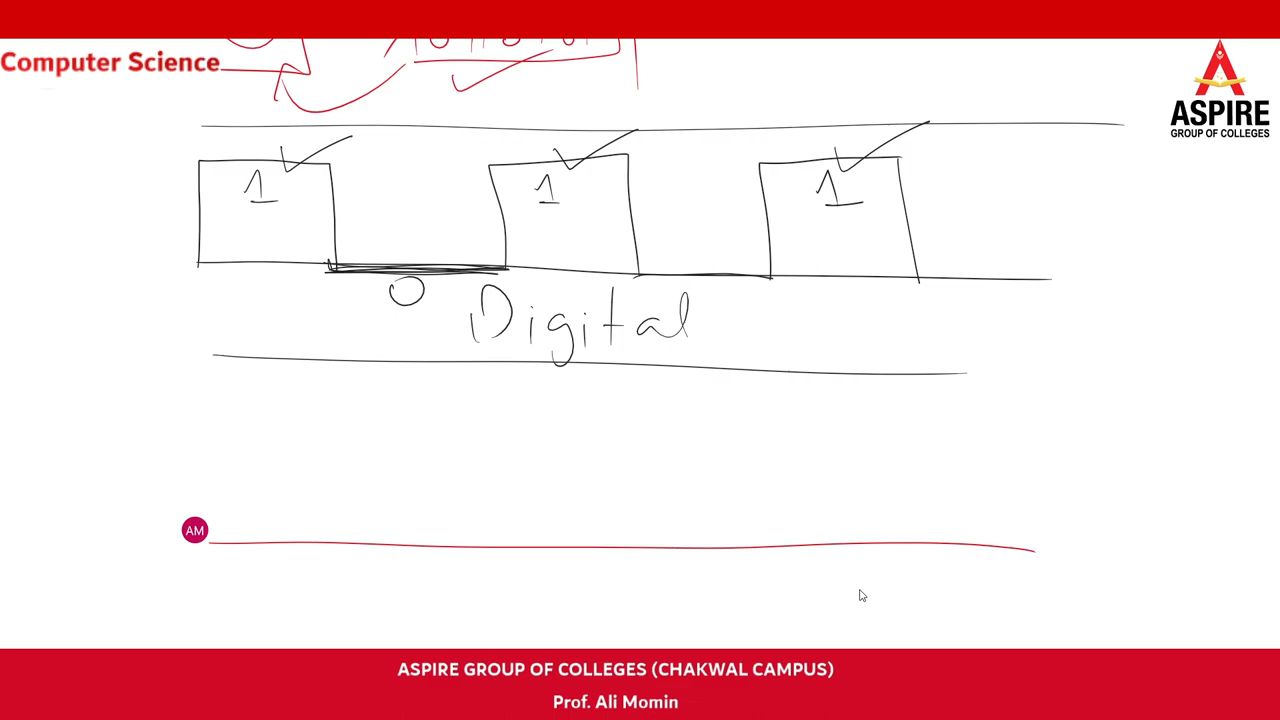 Computer Science
ASPIRE
GROUP OF COLLEGES
1 1 1
0
Digital
AM
ASPIRE GROUP OF COLLEGES (CHAKWAL CAMPUS)
Prof. Ali Momin